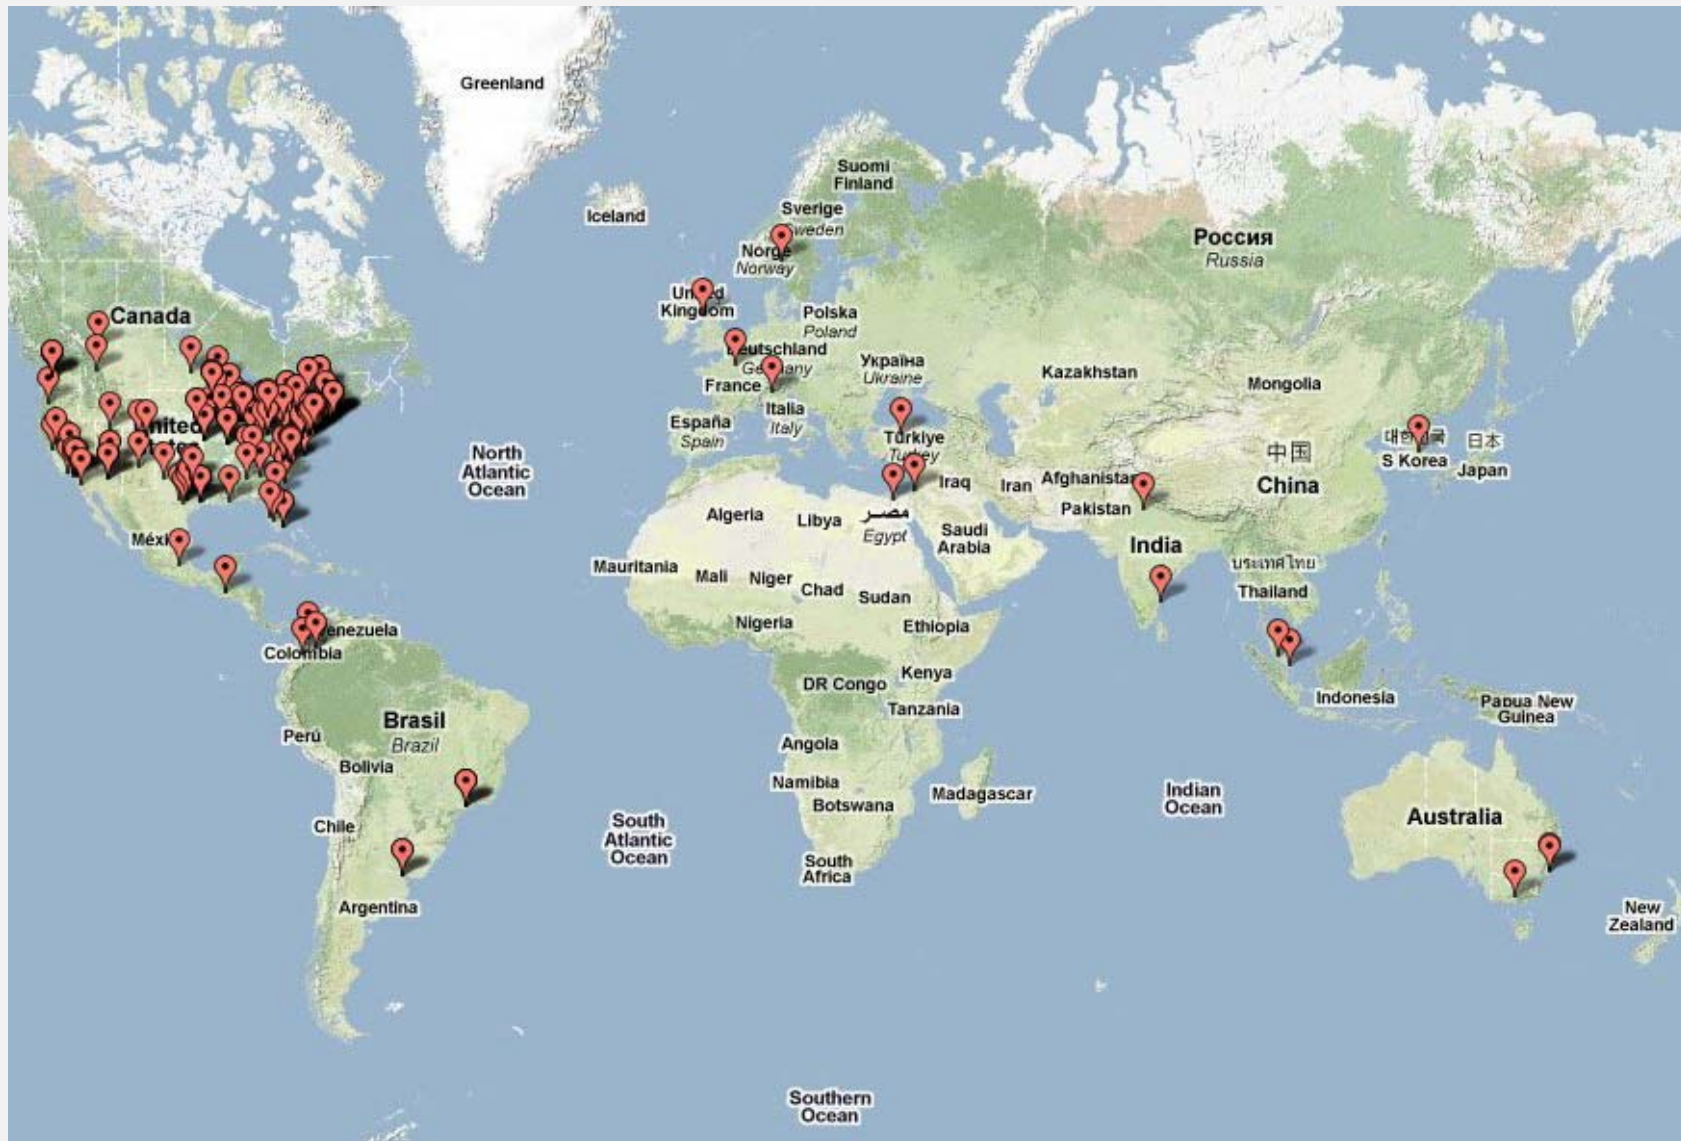 Greenland
Suomi
Finland
Iceland
Sverige
Sweden
Norge
Norway
Россия
Russia
Canada
United
Kingdom
Polska
Poland
Deutschland
Germany
Україна
Ukraine
Kazakhstan
Mongolia
France
Italia
Italy
España
Spain
United
Türkiye
Turkey
中国
China
S Korea
日本
Japan
North
Atlantic
Ocean
Iraq
Iran
Afghanistan
Pakistan
Algeria
Libya
مصر
Egypt
Saudi
Arabia
India
ประเทศไทย
Thailand
Mauritania
Mali
Niger
Chad
Sudan
Nigeria
Ethiopia
Venezuela
Colombia
Kenya
DR Congo
Tanzania
Indonesia
Papua New
Guinea
Brasil
Brazil
Perú
Bolivia
Angola
Namibia
Botswana
Madagascar
Indian
Ocean
Chile
South
Atlantic
Ocean
Australia
South
Africa
Argentina
New
Zealand
Southern
Ocean